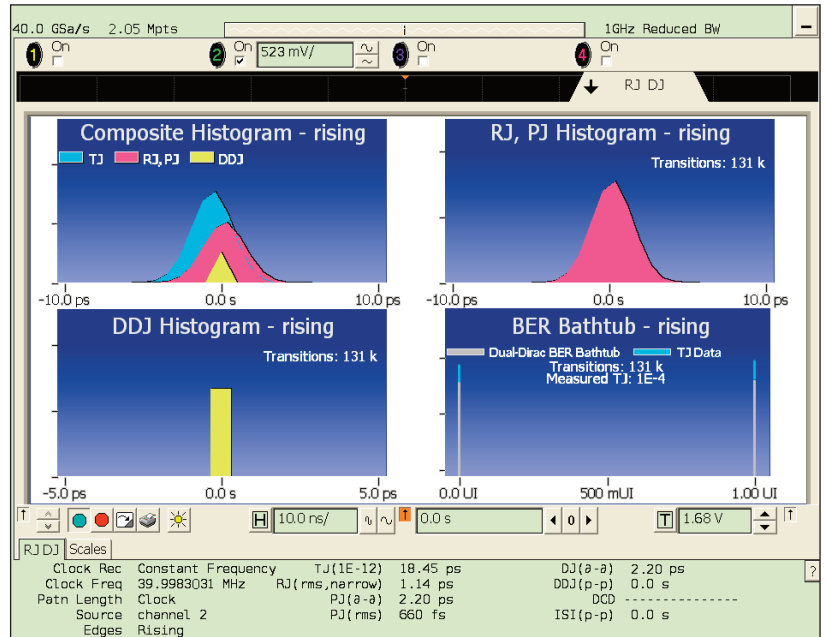 40.0 GSa/s 2.05 Mpts 1GHz Reduced BW
1 On 2 On 523 mV/ 3 On 4 On
RJ DJ
Composite Histogram - rising
TJ RJ,PJ DDJ
-10.0 ps 0.0 s 10.0 ps
RJ, PJ Histogram - rising
Transitions: 131 k
-10.0 ps 0.0 s 10.0 ps
DDJ Histogram - rising
Transitions: 131 k
-5.0 ps 0.0 s 5.0 ps
BER Bathtub - rising
Dual-Dirac BER Bathtub TJ Data
Transitions: 131 k
Measured TJ: 1E-4
0.0 UI 500 mUI 1.00 UI
H 10.0 ns/ T 0.0 s 0 T 1.68 V
RJDJ Scales
Clock Rec Constant Frequency TJ(1E-12) 18.45 ps DJ(∂-∂) 2.20 ps ?
Clock Freq 39.9983031 MHz RJ(rms,narrow) 1.14 ps DDJ(p-p) 0.0 s
Patn Length Clock PJ(∂-∂) 2.20 ps DCD ---------------
Source channel 2 PJ(rms) 660 fs ISI(p-p) 0.0 s
Edges Rising